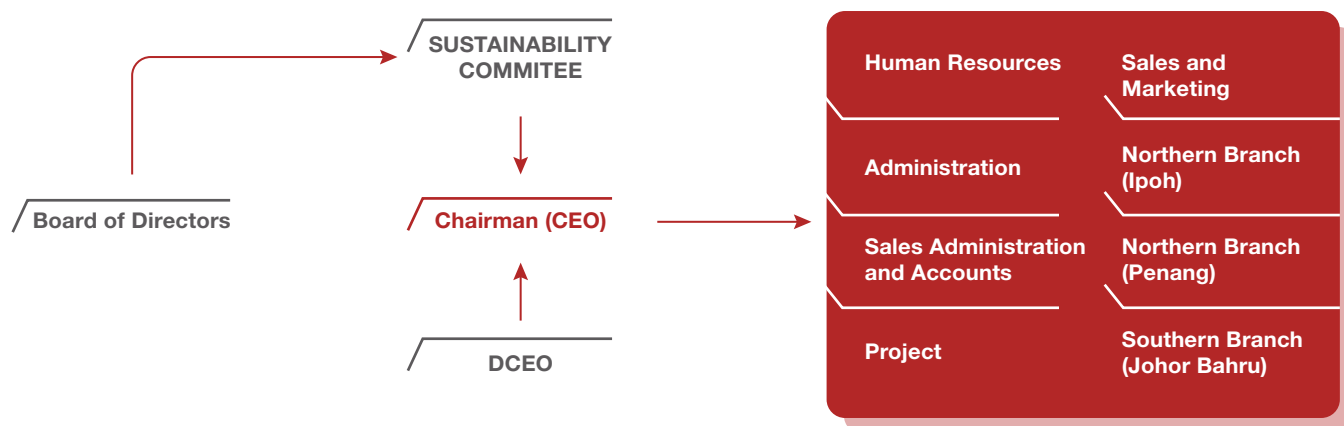 SUSTAINABILITY
COMMITEE
Board of Directors
Chairman (CEO)
DCEO
Human Resources
Administration
Sales Administration
and Accounts
Project
Sales and
Marketing
Northern Branch
(Ipoh)
Northern Branch
(Penang)
Southern Branch
(Johor Bahru)